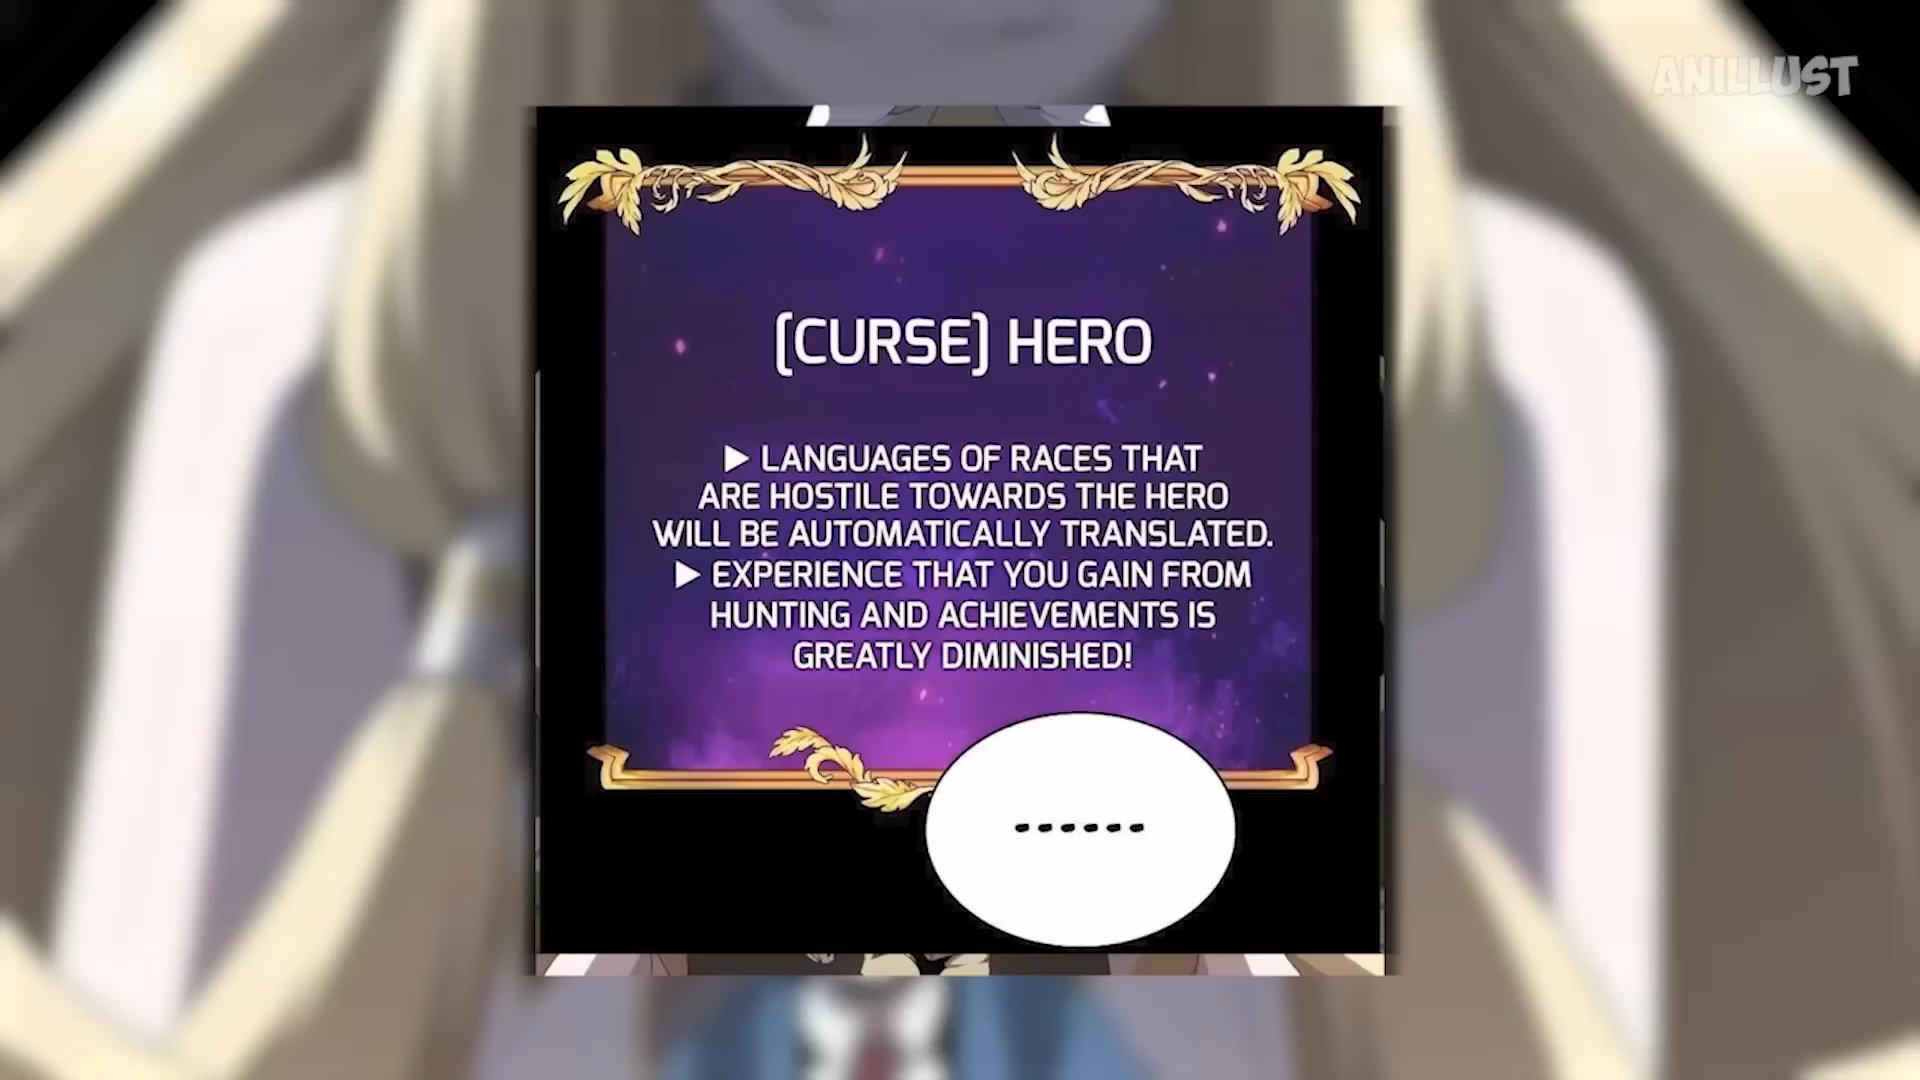 ANILLUST
[CURSE] HERO
▶ LANGUAGES OF RACES THAT
ARE HOSTILE TOWARDS THE HERO
WILL BE AUTOMATICALLY TRANSLATED.
▶ EXPERIENCE THAT YOU GAIN FROM
HUNTING AND ACHIEVEMENTS IS
GREATLY DIMINISHED!
------